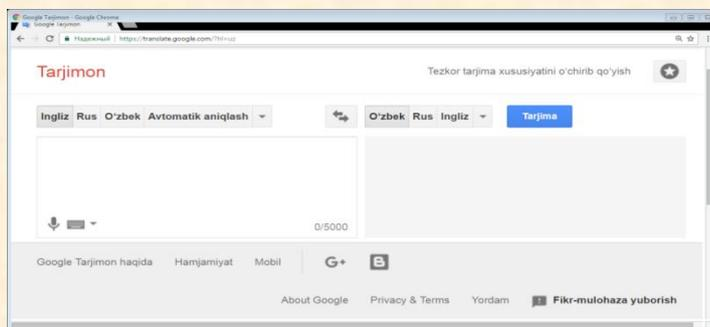 Google Tarjimon - Google Chrome
Google Tarjimon
Надежный | https://translate.google.com/?hl=uz
Tarjimon
Tezkor tarjima xususiyatini o'chirib qo'yish
Ingliz Rus O'zbek Avtomatik aniqlash
O'zbek Rus Ingliz
Tarjima
0/5000
Google Tarjimon haqida Hamjamiyat Mobil G+ B
About Google Privacy & Terms Yordam Fikr-mulohaza yuborish